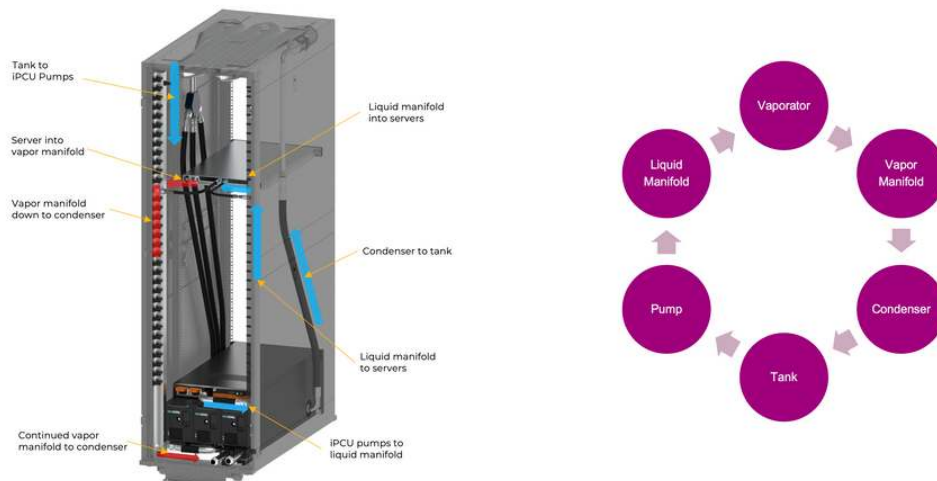 Tank to
iPCU Pumps
Liquid manifold
into servers
Server into
vapor manifold
Vapor manifold
down to condenser
Condenser to tank
Liquid manifold
to servers
Continued vapor
manifold to condenser
iPCU pumps to
liquid manifold
Vaporator
Vapor
Manifold
Condenser
Tank
Pump
Liquid
Manifold